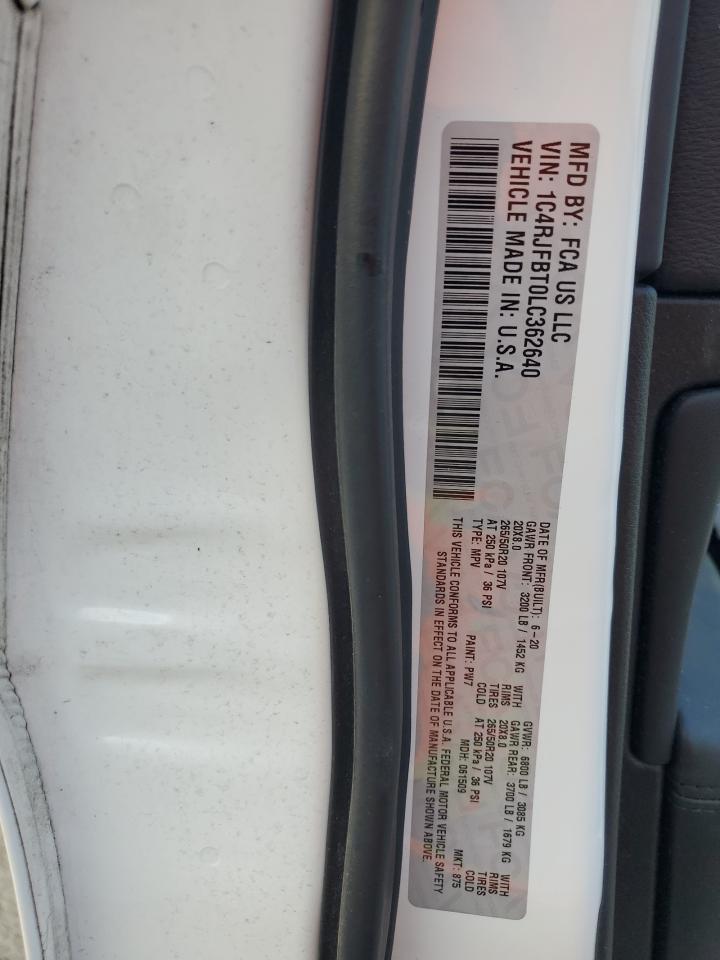 MFD BY: FCA US LLC
VIN: 1C4RJFBT0LC362640
VEHICLE MADE IN: U.S.A.
DATE OF MFR(BUILT): 6-20 GVWR: 6800 LB / 3085 KG
GAWR FRONT: 3200 LB / 1452 KG WITH GAWR REAR: 3700 LB / 1679 KG WITH
20X8.0 RIMS 20X8.0 RIMS
265/50R20 107V TIRES 265/50R20 107V TIRES
AT 250 kPa / 36 PSI COLD AT 250 kPa / 36 PSI COLD
TYPE: MPV PAINT: PW7 MDH: 061509 MKT: 875
THIS VEHICLE CONFORMS TO ALL APPLICABLE U.S.A. FEDERAL MOTOR VEHICLE SAFETY
STANDARDS IN EFFECT ON THE DATE OF MANUFACTURE SHOWN ABOVE.